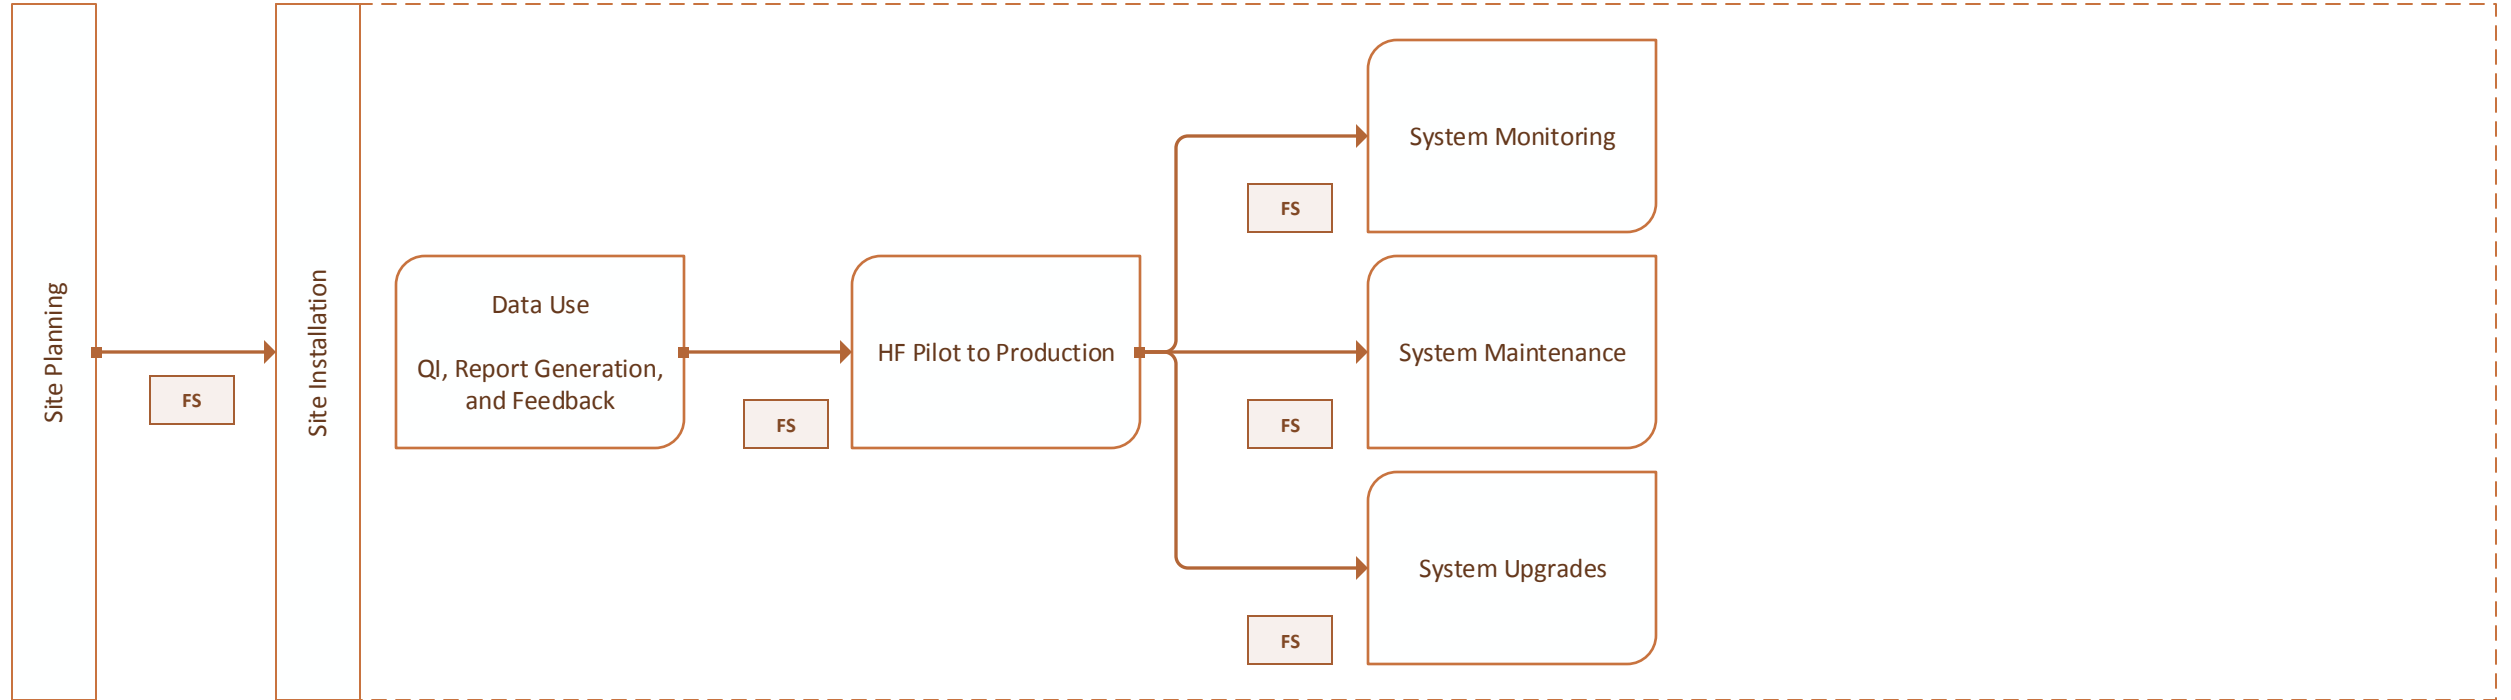 Site Planning
FS
Site Installation
Data Use
QI, Report Generation,
and Feedback
FS
HF Pilot to Production
System Monitoring
FS
System Maintenance
FS
System Upgrades
FS